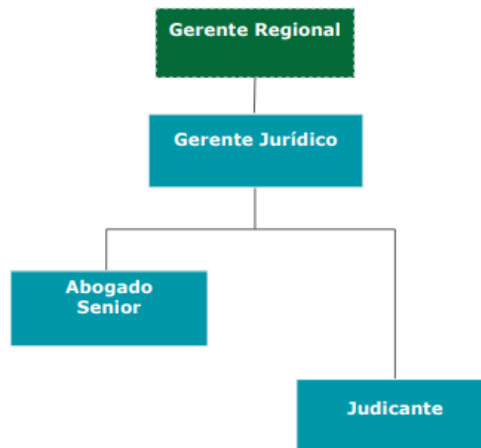 Gerente Regional
Gerente Jurídico
Abogado
Senior
Judicante